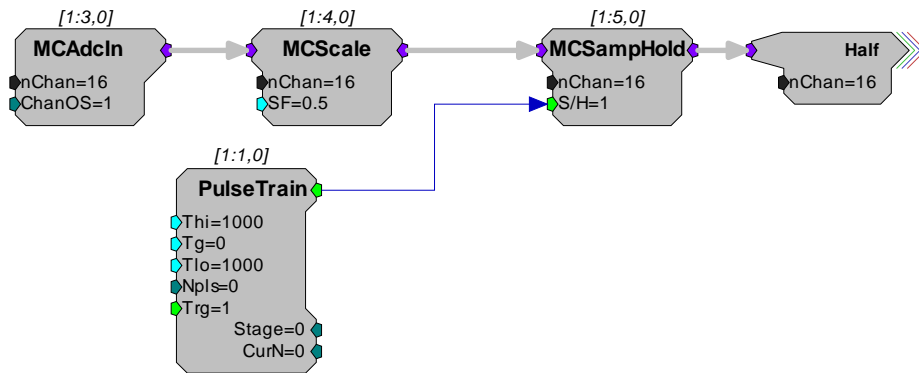 [1:3,0]
MCAdcIn
nChan=16
ChanOS=1
[1:4,0]
MCScale
nChan=16
SF=0.5
[1:5,0]
MCSampHold
nChan=16
S/H=1
Half
nChan=16
[1:1,0]
PulseTrain
Thi=1000
Tg=0
Tlo=1000
Npls=0
Trg=1
Stage=0
CurN=0